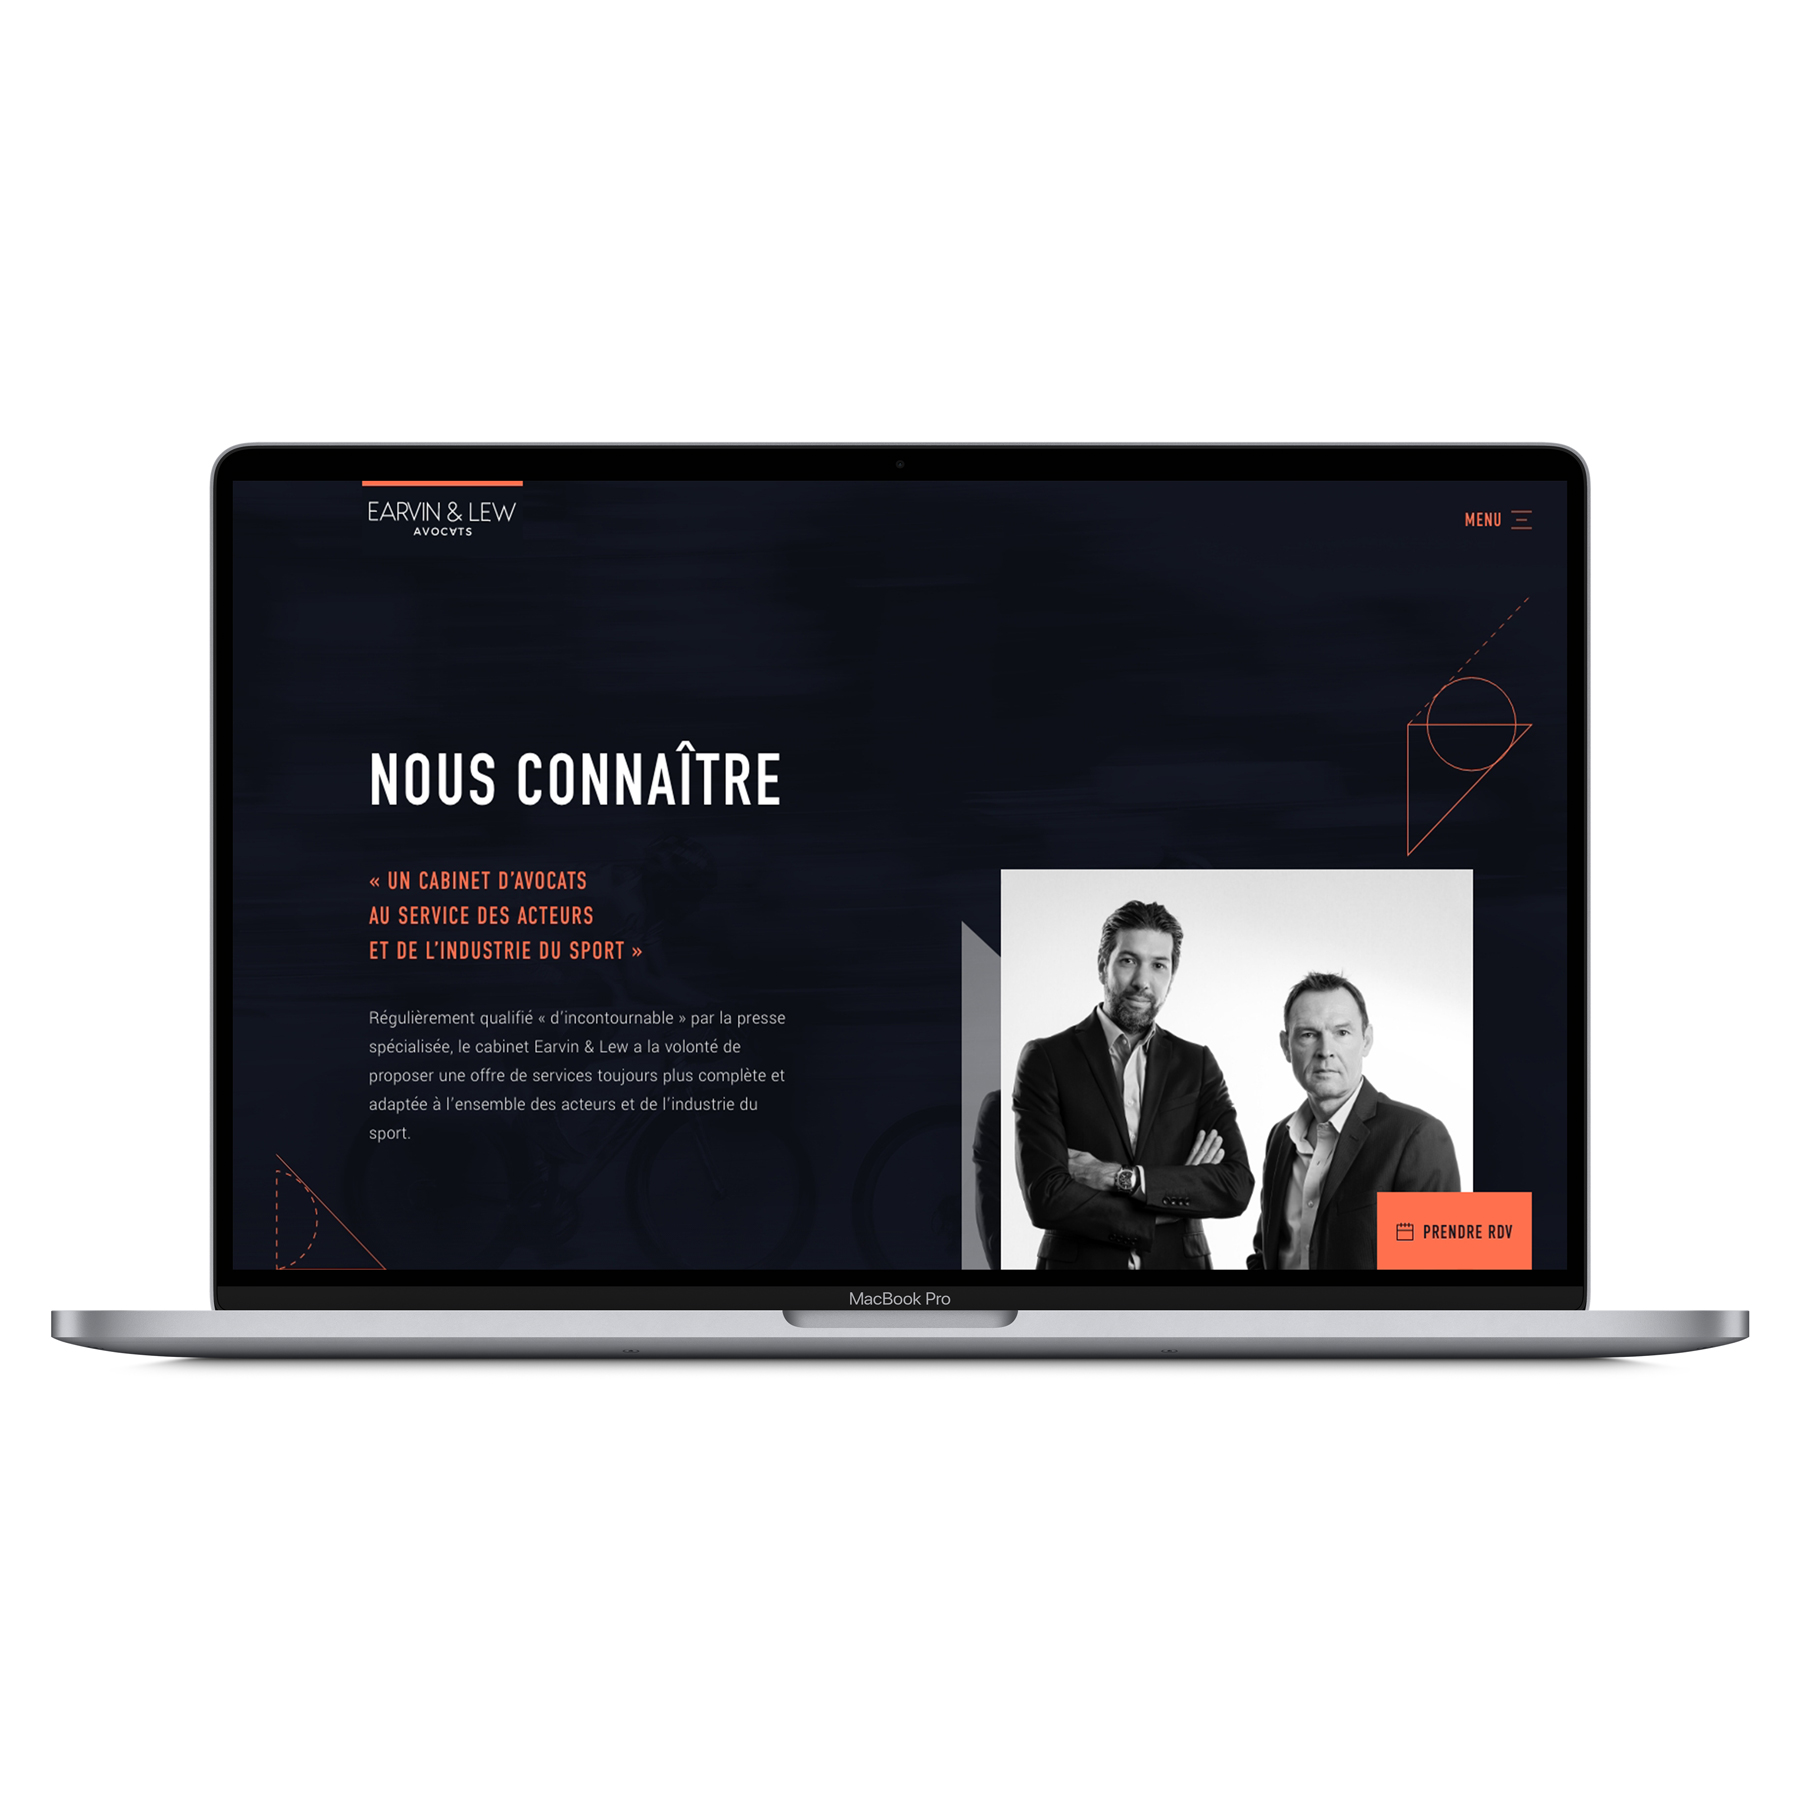 EARVIN & LEW
AVOCATS
MENU
NOUS CONNAÎTRE
« UN CABINET D’AVOCATS
AU SERVICE DES ACTEURS
ET DE L’INDUSTRIE DU SPORT »
Régulièrement qualifié « d’incontournable » par la presse
spécialisée, le cabinet Earvin & Lew a la volonté de
proposer une offre de services toujours plus complète et
adaptée à l’ensemble des acteurs et de l’industrie du
sport.
PRENDRE RDV
MacBook Pro